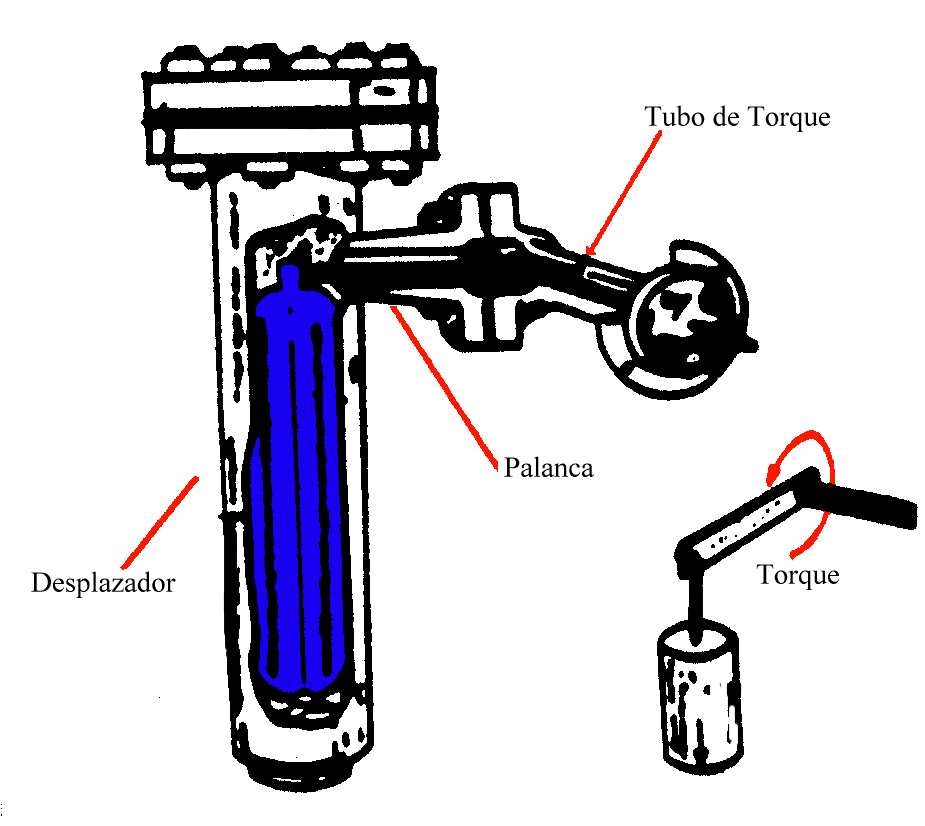 Tubo de Torque
Palanca
Desplazador
Torque